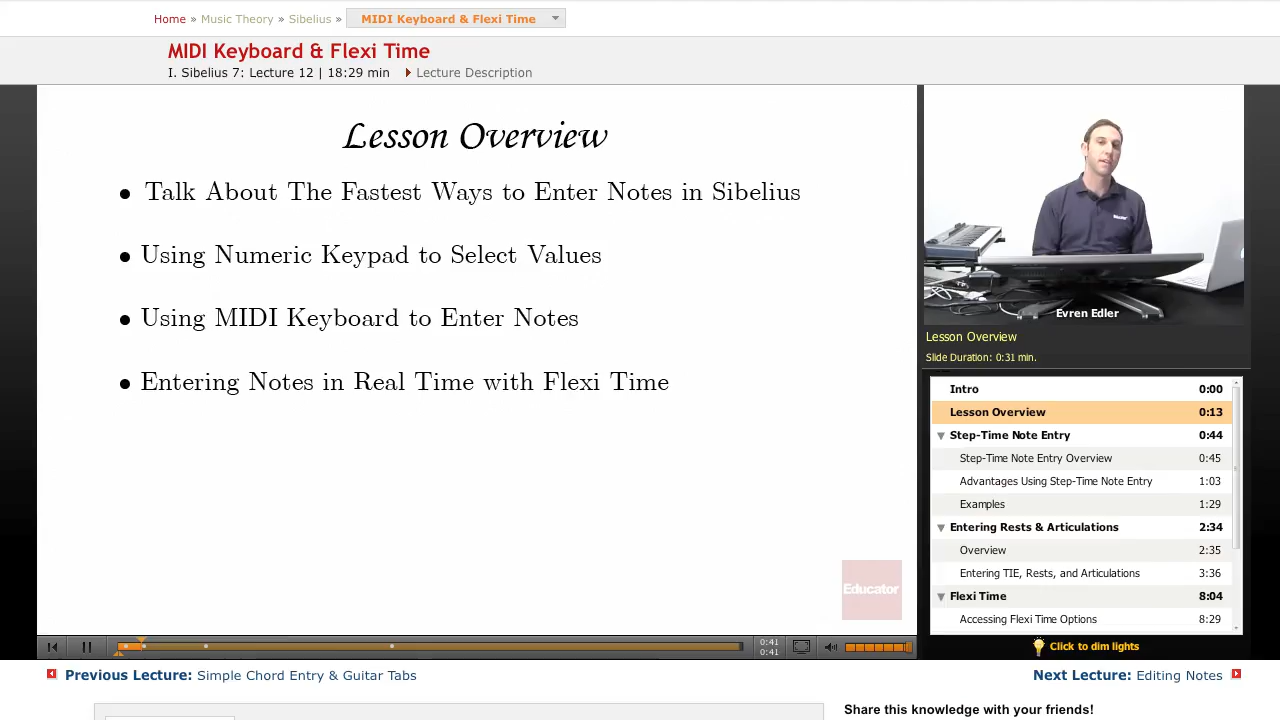 Home » Music Theory » Sibelius » MIDI Keyboard & Flexi Time
MIDI Keyboard & Flexi Time
I. Sibelius 7: Lecture 12 | 18:29 min Lecture Description
Lesson Overview
• Talk About The Fastest Ways to Enter Notes in Sibelius
• Using Numeric Keypad to Select Values
• Using MIDI Keyboard to Enter Notes
• Entering Notes in Real Time with Flexi Time
Educator
0:41
0:41
Evren Edler
Lesson Overview
Slide Duration: 0:31 min.
Intro 0:00
Lesson Overview 0:13
Step-Time Note Entry 0:44
Step-Time Note Entry Overview 0:45
Advantages Using Step-Time Note Entry 1:03
Examples 1:29
Entering Rests & Articulations 2:34
Overview 2:35
Entering TIE, Rests, and Articulations 3:36
Flexi Time 8:04
Accessing Flexi Time Options 8:29
Click to dim lights
Previous Lecture: Simple Chord Entry & Guitar Tabs
Next Lecture: Editing Notes
Share this knowledge with your friends!